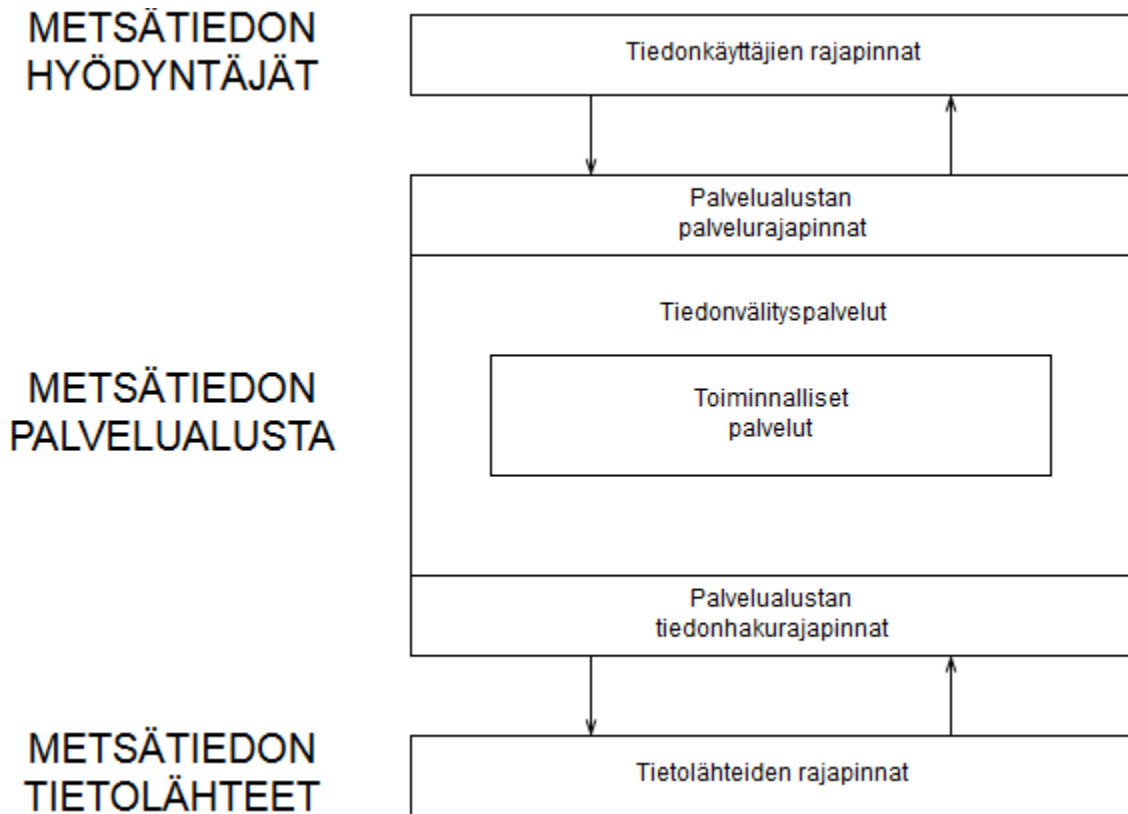 METSÄTIEDON
HYÖDYNTÄJÄT
Tiedonkäyttäjien rajapinnat
Palvelualustan
palvelurajapinnat
Tiedonvälityspalvelut
METSÄTIEDON
PALVELUALUSTA
Toiminnalliset
palvelut
Palvelualustan
tiedonhakurajapinnat
METSÄTIEDON
TIETOLÄHTEET
Tietolähteiden rajapinnat